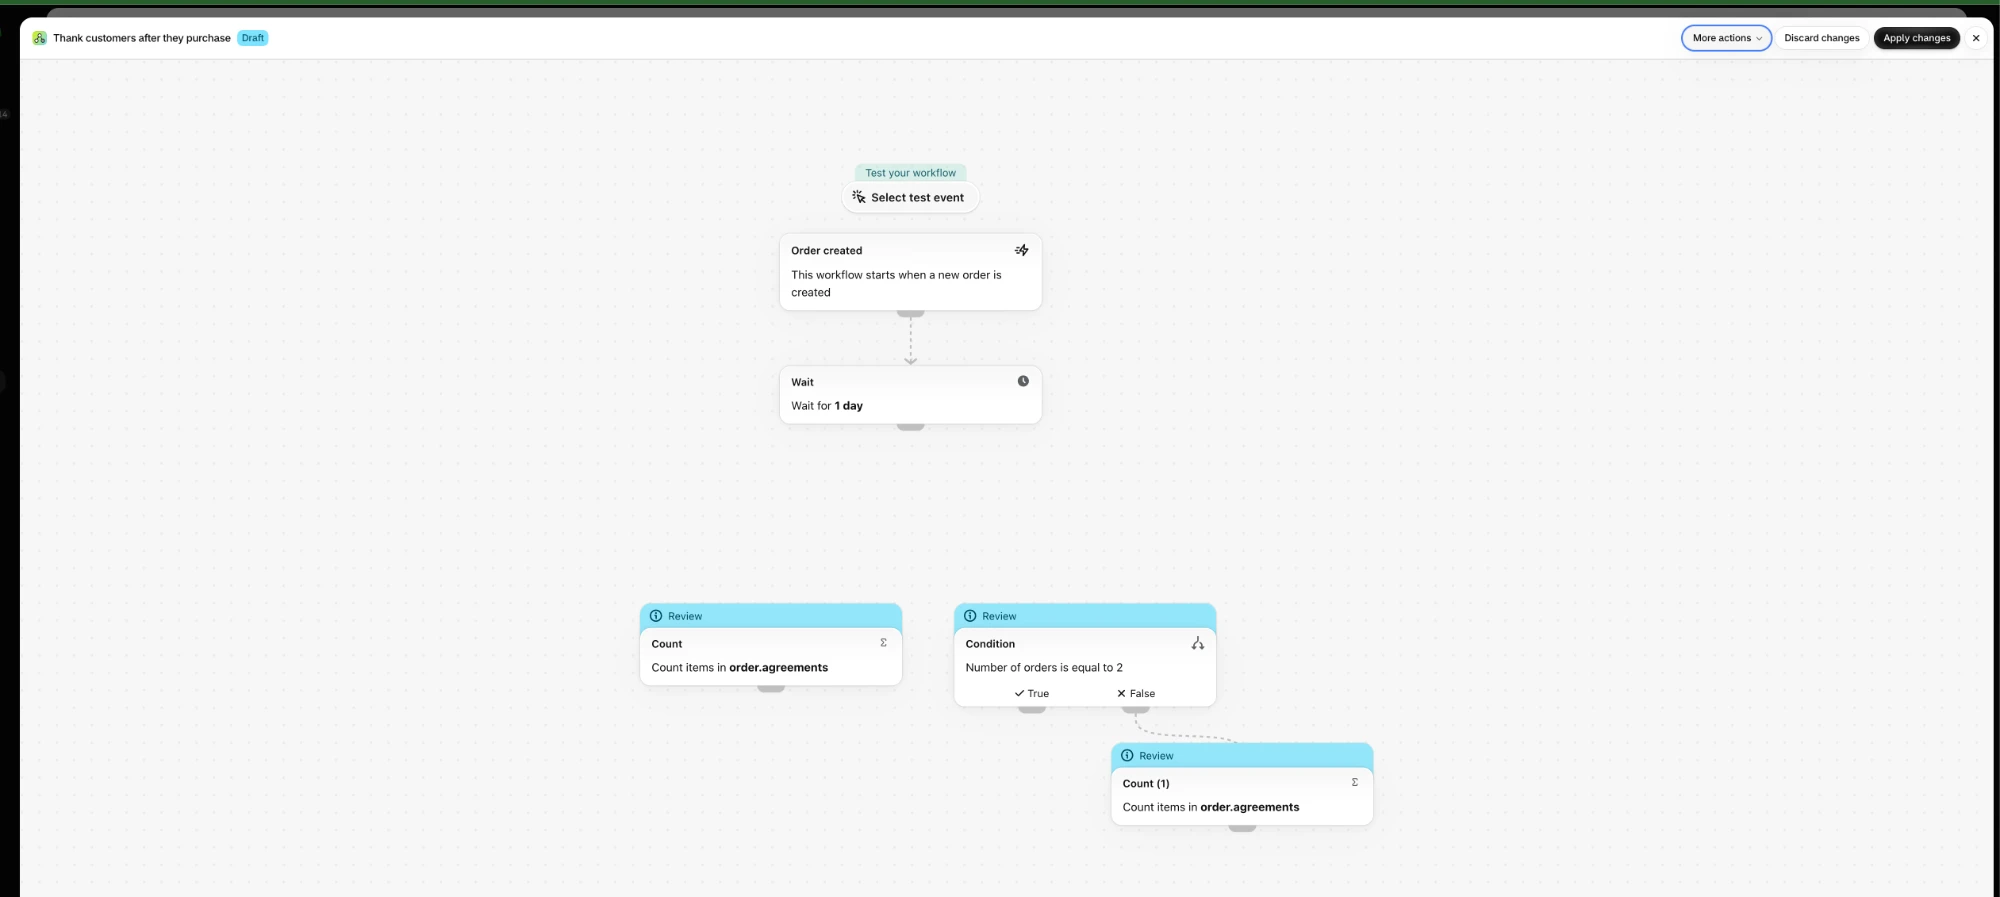 Thank customers after they purchase Draft
More actions Discard changes Apply changes
14
Test your workflow
Select test event
Order created
This workflow starts when a new order is
created
Wait
Wait for 1 day
Review
Count
Σ
Count items in order.agreements
Review
Condition
Number of orders is equal to 2
True False
Review
Count (1)
Σ
Count items in order.agreements